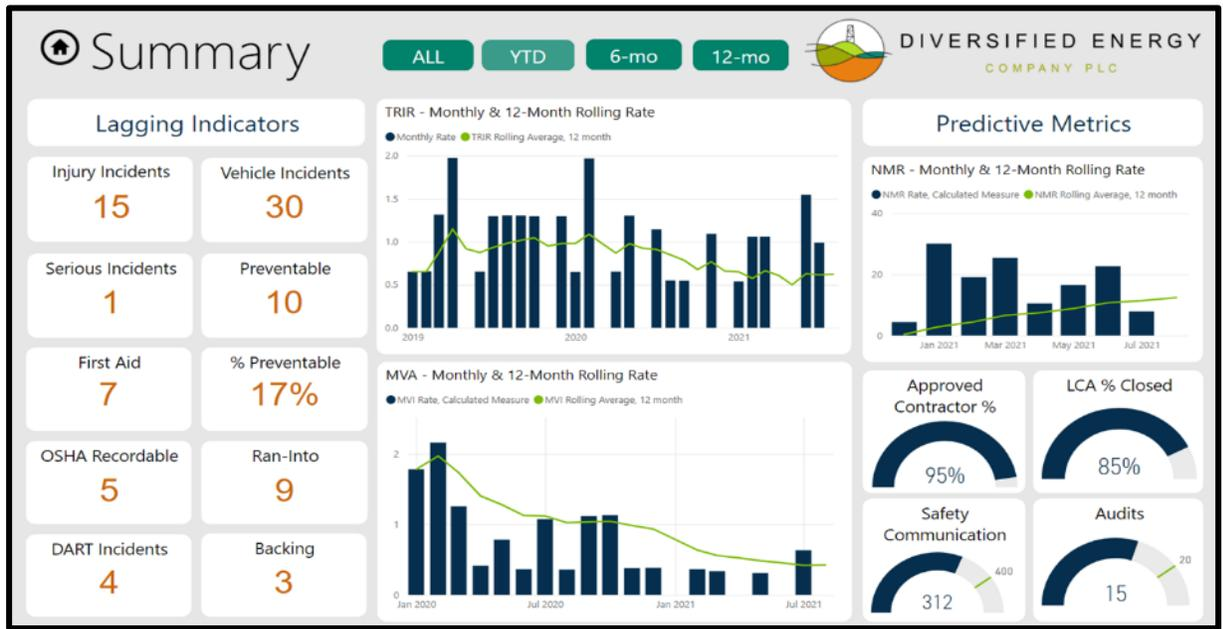 Summary
ALL
YTD
6-mo
12-mo
DIVERSIFIED ENERGY
COMPANY PLC
Lagging Indicators
Injury Incidents
15
Vehicle Incidents
30
Serious Incidents
1
Preventable
10
First Aid
7
% Preventable
17%
OSHA Recordable
5
Ran-Into
9
DART Incidents
4
Backing
3
TRIR - Monthly & 12-Month Rolling Rate
Monthly Rate TRIR Rolling Average, 12 month
2.0
1.5
1.0
0.5
0.0
2019 2020 2021
MVA - Monthly & 12-Month Rolling Rate
MVI Rate, Calculated Measure MVI Rolling Average, 12 month
2
1
0
Jan 2020 Jul 2020 Jan 2021 Jul 2021
Predictive Metrics
NMR - Monthly & 12-Month Rolling Rate
NMR Rate, Calculated Measure NMR Rolling Average, 12 month
40
20
0
Jan 2021 Mar 2021 May 2021 Jul 2021
Approved
Contractor %
95%
LCA % Closed
85%
Safety
Communication
400
312
Audits
20
15